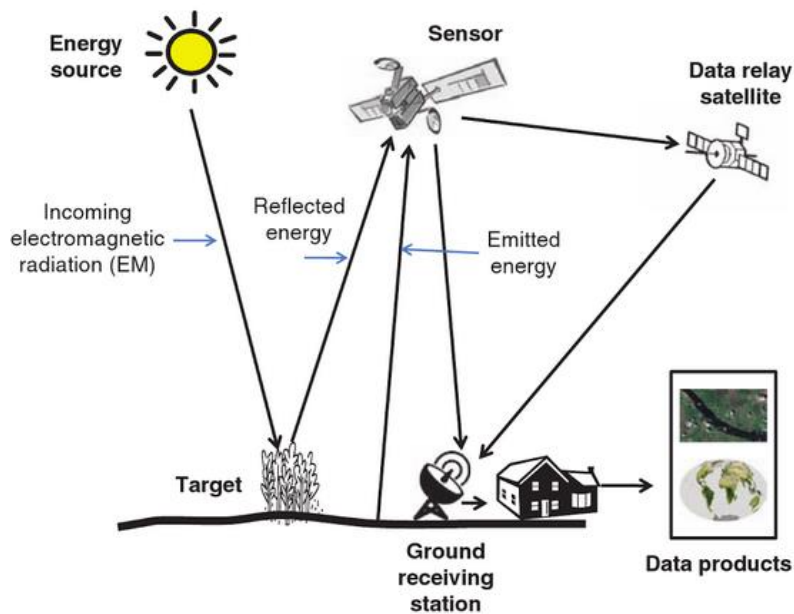 Energy
source
Sensor
Data relay
satellite
Incoming
electromagnetic
radiation (EM)
Reflected
energy
Emitted
energy
Target
Ground
receiving
station
Data products